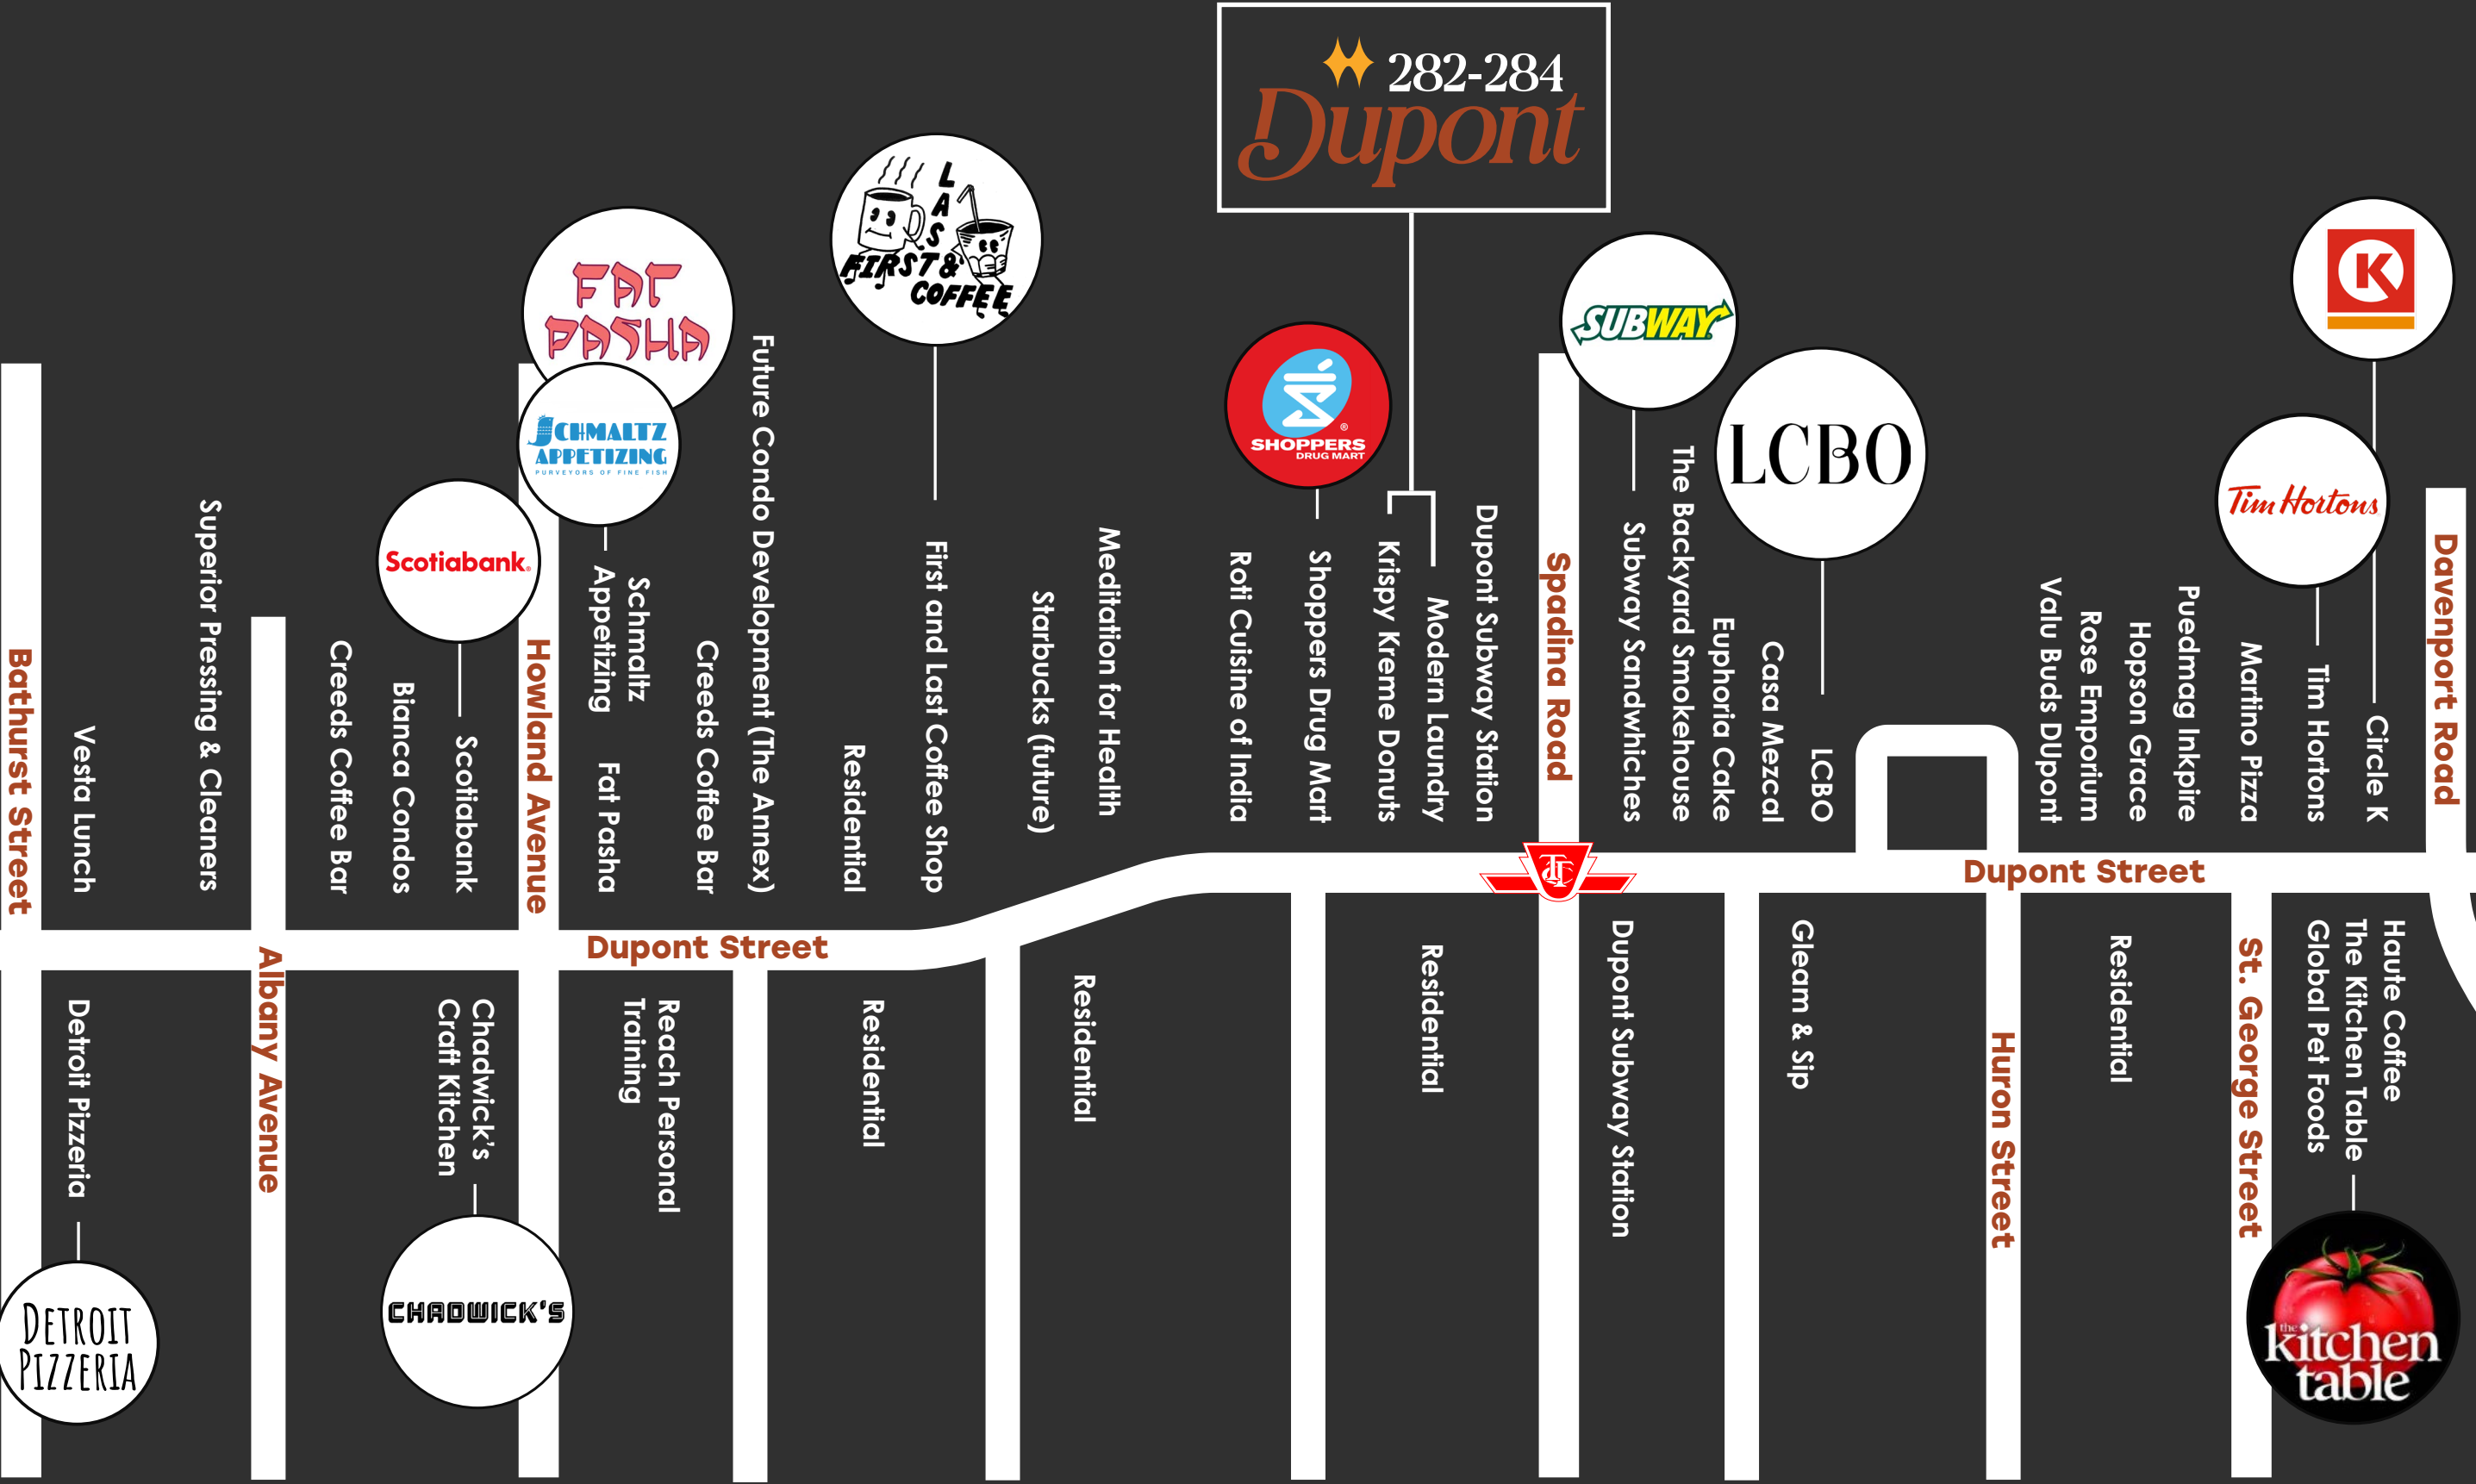 282-284
Dupont
FAT
PASHA
SCHMALTZ
APPETIZING
PURVEYORS OF FINE FISH
Scotiabank®
LAST
FIRST &
COFFEE
SHOPPERS
DRUG MART
®
SUBWAY
LCBO
Tim Hortons
K
Bathurst Street
Vesta Lunch
Superior Pressing & Cleaners
Creeds Coffee Bar
Bianca Condos
Scotiabank
Howland Avenue
Schmaltz
Appetizing
Fat Pasha
Creeds Coffee Bar
Future Condo Development (The Annex)
Residential
First and Last Coffee Shop
Starbucks (future)
Meditation for Health
Roti Cuisine of India
Shoppers Drug Mart
Krispy Kreme Donuts
Modern Laundry
Dupont Subway Station
Spadina Road
Subway Sandwhiches
The Backyard Smokehouse
Euphoria Cake
Casa Mezcal
LCBO
Valu Buds DUpont
Rose Emporium
Hopson Grace
Puedmag Inkpire
Martino Pizza
Tim Hortons
Circle K
Davenport Road
Dupont Street
TTC
Dupont Street
Detroit Pizzeria
Albany Avenue
Chadwick's
Craft Kitchen
Reach Personal
Training
Residential
Residential
Residential
Dupont Subway Station
Gleam & Sip
Huron Street
Residential
St. George Street
Haute Coffee
The Kitchen Table
Global Pet Foods
DETROIT
PIZZERIA
CHADWICK'S
the
kitchen
table